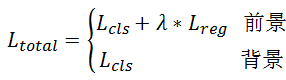 L_total = { L_cls + λ * L_reg 前景
L_cls 背景